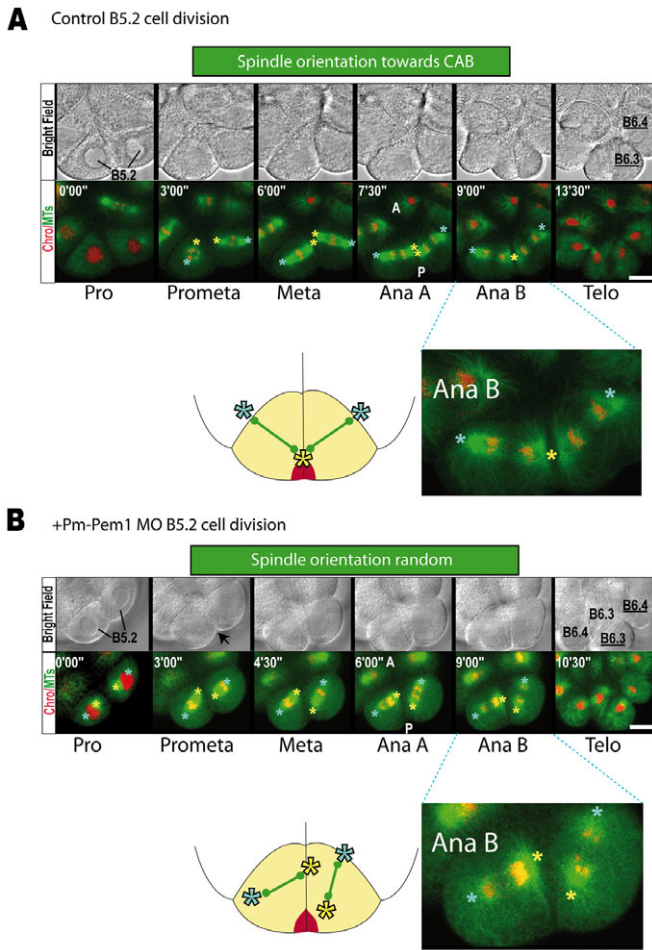 A Control B5.2 cell division
Spindle orientation towards CAB
Bright Field
B5.2
B6.4
B6.3
Chro/MTs
0'00" 3'00" 6'00" 7'30" 9'00" 13'30"
A
* * * * * * * * * * *
P
Pro Prometa Meta Ana A Ana B Telo
Ana B
* * *
* * *
B +Pm-Pem1 MO B5.2 cell division
Spindle orientation random
Bright Field
B5.2
B6.3 B6.4
B6.4 B6.3
Chro/MTs
0'00" 3'00" 4'30" 6'00" A 9'00" 10'30"
P
Pro Prometa Meta Ana A Ana B Telo
Ana B